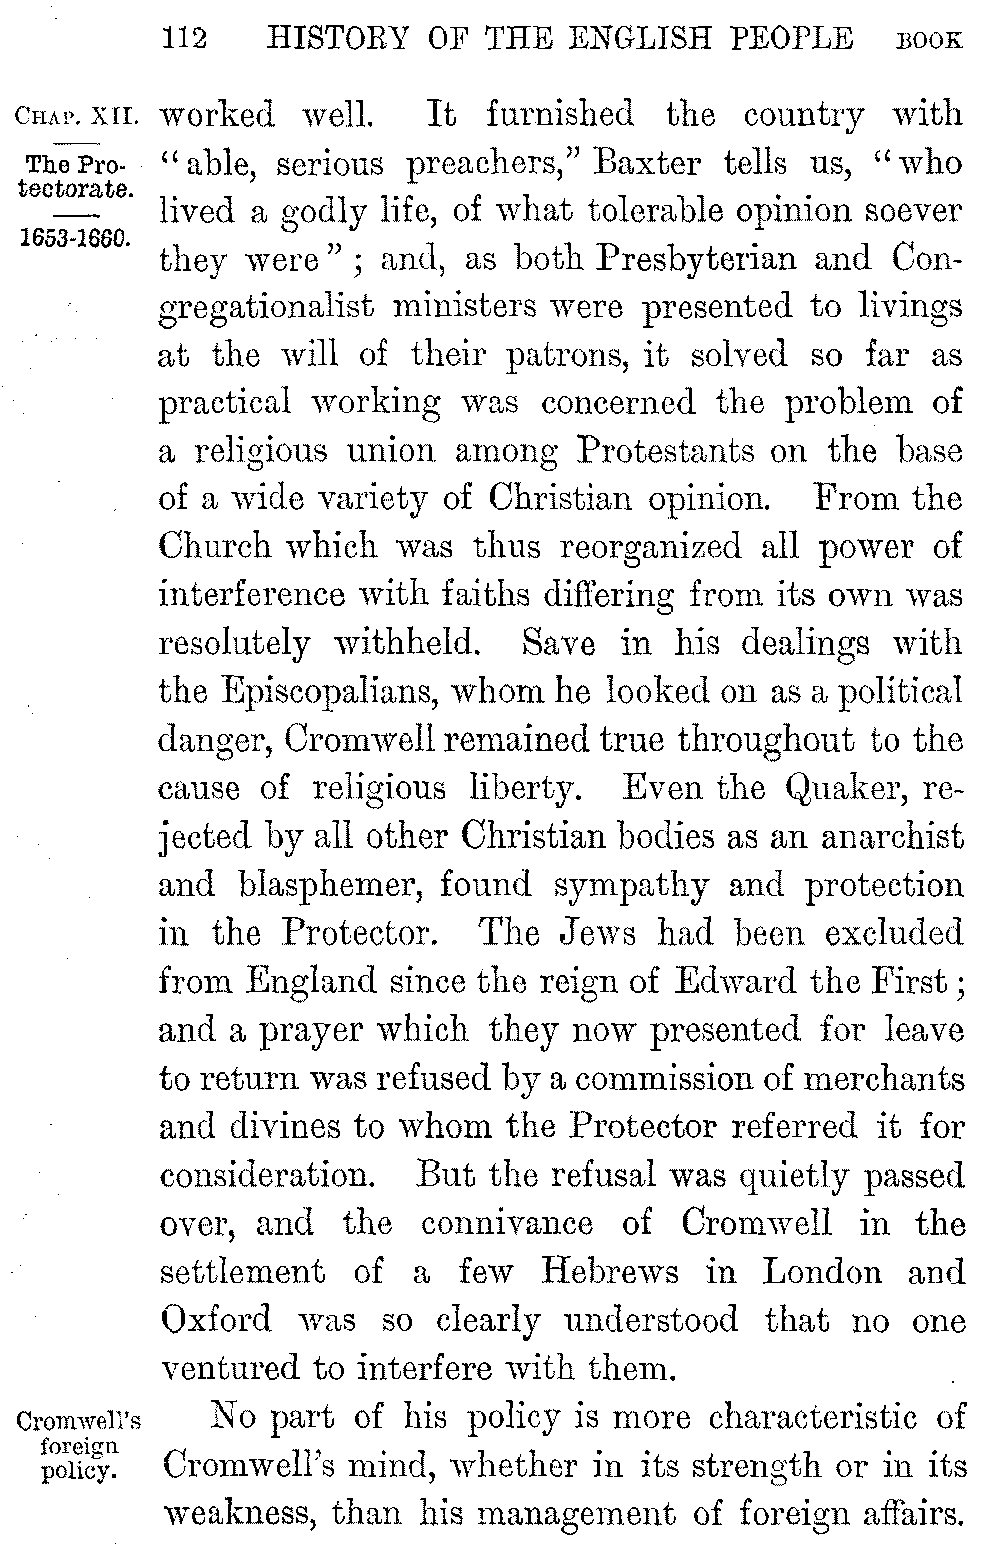 112 HISTORY OF THE ENGLISH PEOPLE BOOK
CHAP. XII.
The Pro-
tectorate.
1653-1660.
worked well. It furnished the country with
“able, serious preachers,” Baxter tells us, “who
lived a godly life, of what tolerable opinion soever
they were” ; and, as both Presbyterian and Con-
gregationalist ministers were presented to livings
at the will of their patrons, it solved so far as
practical working was concerned the problem of
a religious union among Protestants on the base
of a wide variety of Christian opinion. From the
Church which was thus reorganized all power of
interference with faiths differing from its own was
resolutely withheld. Save in his dealings with
the Episcopalians, whom he looked on as a political
danger, Cromwell remained true throughout to the
cause of religious liberty. Even the Quaker, re-
jected by all other Christian bodies as an anarchist
and blasphemer, found sympathy and protection
in the Protector. The Jews had been excluded
from England since the reign of Edward the First ;
and a prayer which they now presented for leave
to return was refused by a commission of merchants
and divines to whom the Protector referred it for
consideration. But the refusal was quietly passed
over, and the connivance of Cromwell in the
settlement of a few Hebrews in London and
Oxford was so clearly understood that no one
ventured to interfere with them.
Cromwell's
foreign
policy.
No part of his policy is more characteristic of
Cromwell's mind, whether in its strength or in its
weakness, than his management of foreign affairs.